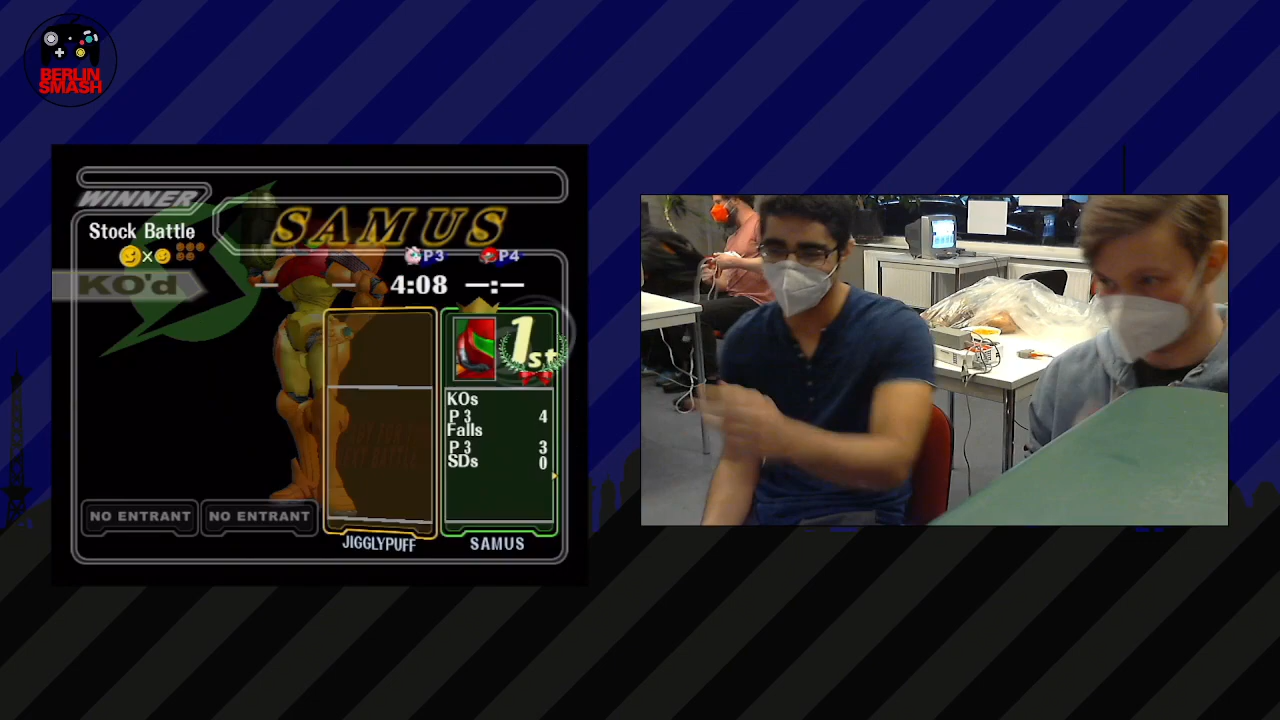 BERLIN
SMASH
WINNER
SAMUS
Stock Battle
P3
P4
KO'd
4:08
1st
KOs
P 3 4
Falls
P 3 3
SDs 0
NO ENTRANT
NO ENTRANT
JIGGLYPUFF
SAMUS